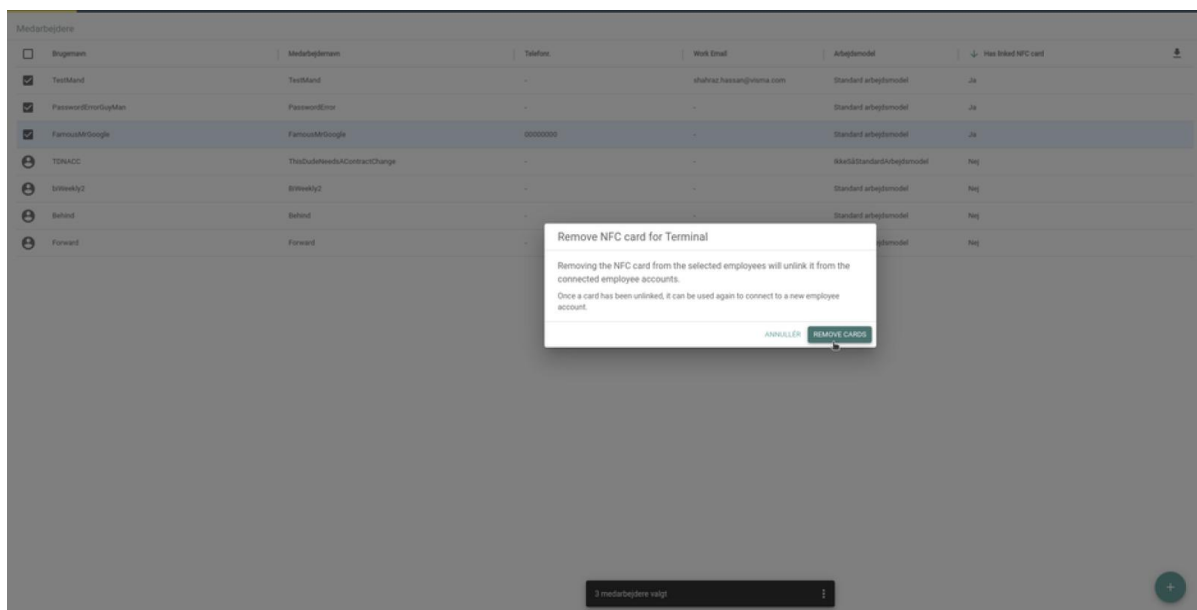 Medarbejdere
Brugernavn Medarbejdernavn Telefonnr. Work Email Arbejdsmodel Has linked NFC card
TestMand TestMand - shahraz.hassan@visma.com Standard arbejdsmodel Ja
PasswordErrorGuyMan PasswordError - - Standard arbejdsmodel Ja
FamousMrGoogle FamousMrGoogle 00000000 - Standard arbejdsmodel Ja
TDNACC ThisDudeNeedsAContractChange - - IkkeSåStandardArbejdsmodel Nej
biWeekly2 BiWeekly2 - - Standard arbejdsmodel Nej
Behind Behind - - Standard arbejdsmodel Nej
Forward Forward - Nej
Remove NFC card for Terminal
Removing the NFC card from the selected employees will unlink it from the
connected employee accounts.
Once a card has been unlinked, it can be used again to connect to a new employee
account.
ANNULLÉR REMOVE CARDS
3 medarbejdere valgt